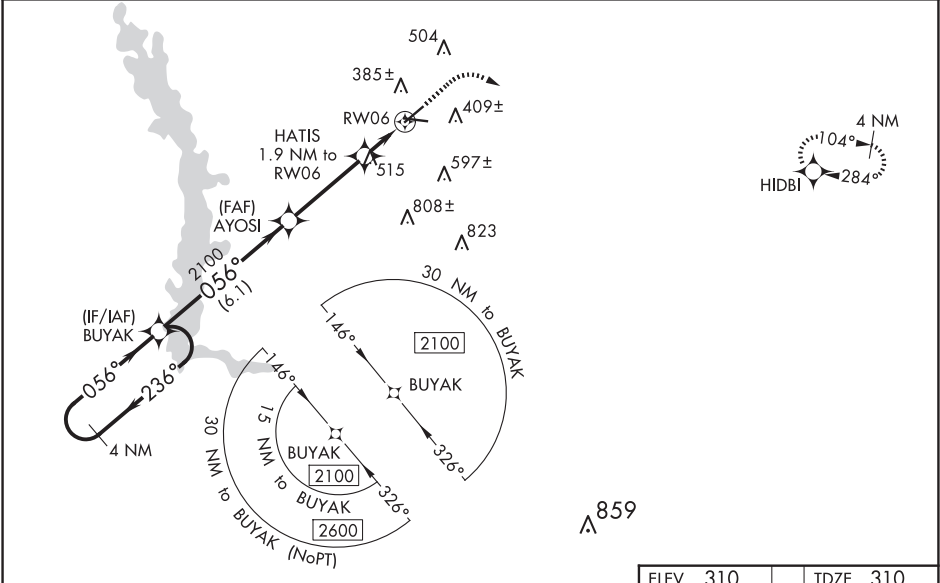 504
385±
RW06
409±
HATIS
1.9 NM to
RW06
515
597±
4 NM
104°
284°
HIDBI
(FAF)
AYOSI
808±
823
2100
056°
(6.1)
(IF/IAF)
BUYAK
056°
236°
4 NM
30 NM to BUYAK
146°
2100
BUYAK
326°
146°
15 NM to BUYAK
BUYAK
2100
326°
30 NM to BUYAK (NoPT)
2600
859
ELEV 310
TDZE 310